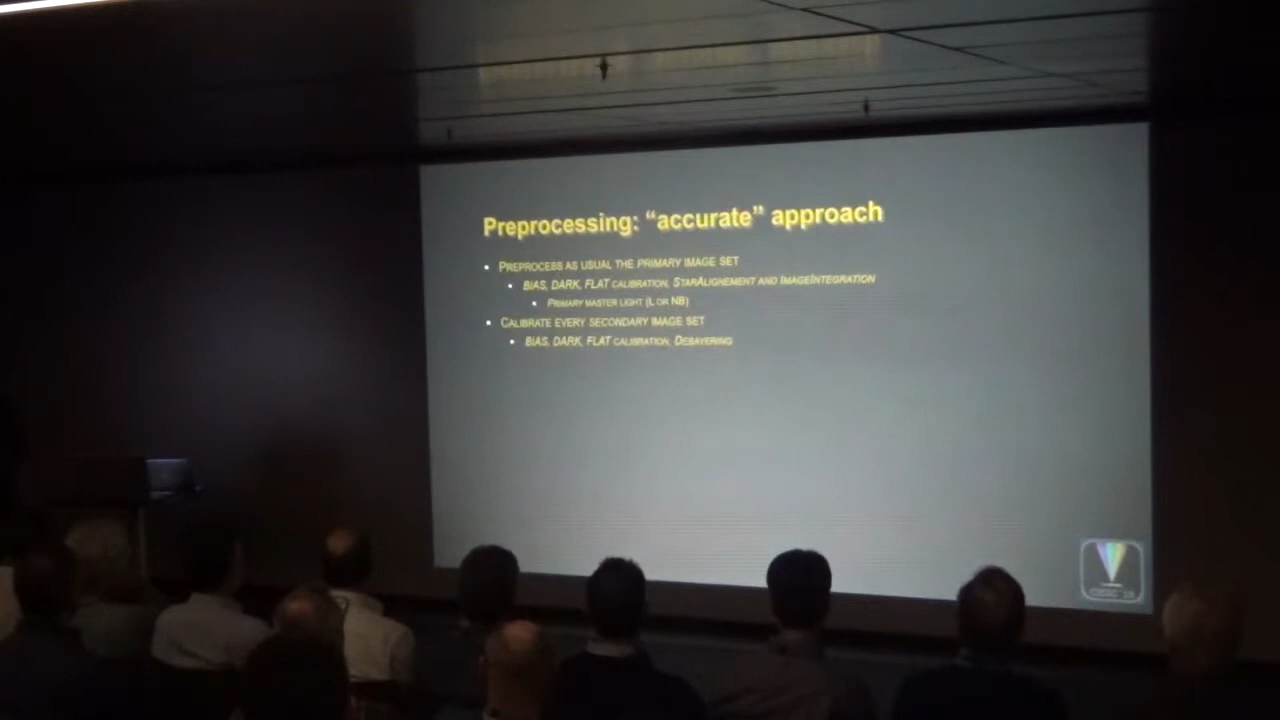 Preprocessing: “accurate” approach
PREPROCESS AS USUAL THE PRIMARY IMAGE SET
BIAS, DARK, FLAT CALIBRATION, STARALIGNEMENT AND IMAGEINTEGRATION
PRIMARY MASTER LIGHT (L OR NB)
CALIBRATE EVERY SECONDARY IMAGE SET
BIAS, DARK, FLAT CALIBRATION, DEBAYERING